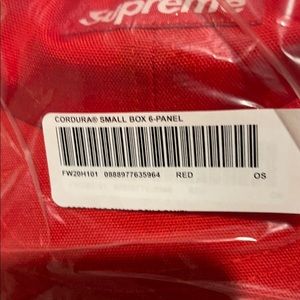 Supreme
CORDURA® SMALL BOX 6-PANEL
FW20H101 0888977635964 RED OS